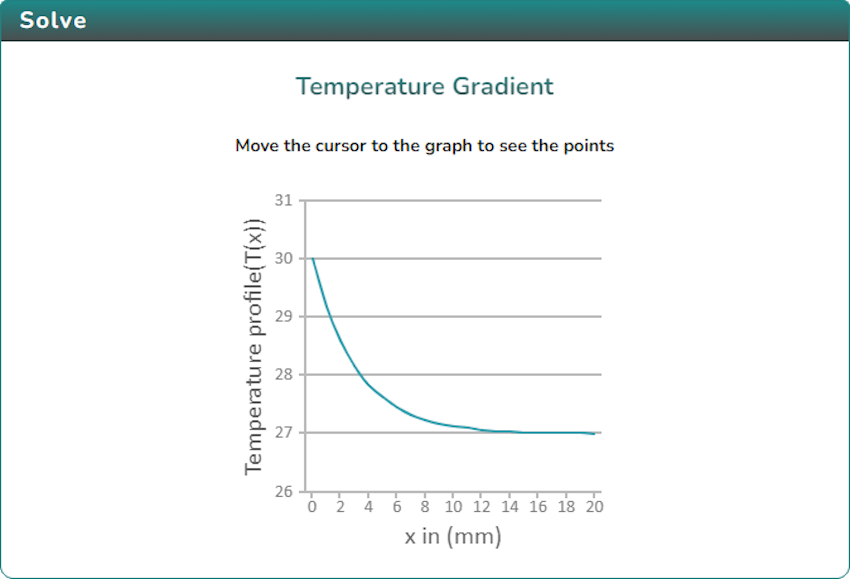 Solve
Temperature Gradient
Move the cursor to the graph to see the points
Temperature profile(T(x))
31
30
29
28
27
26
0 2 4 6 8 10 12 14 16 18 20
x in (mm)